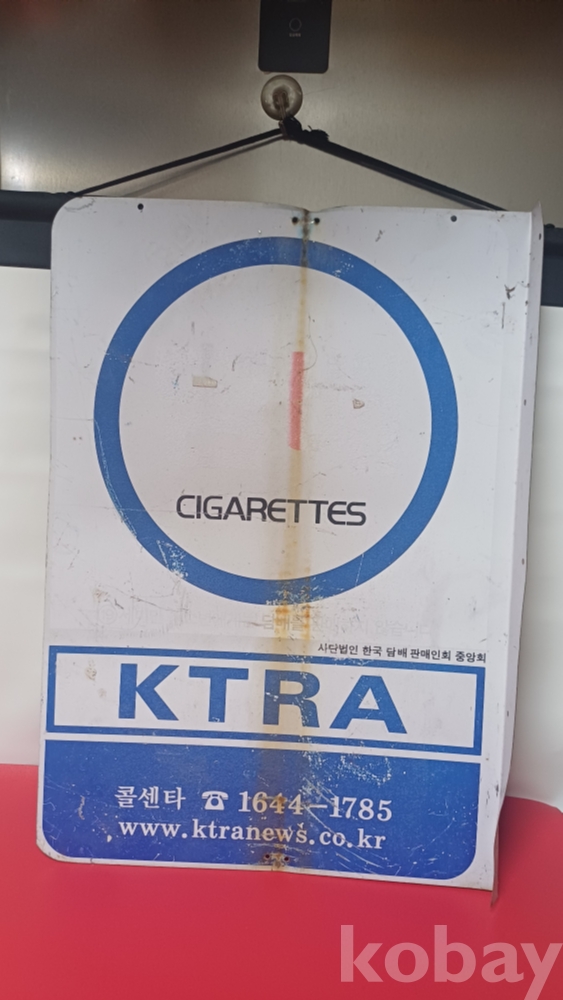 CIGARETTES
사단법인 한국 담배 판매인회 중앙회
KTRA
콜센타 ☎ 1644-1785
www.ktranews.co.kr
kobay